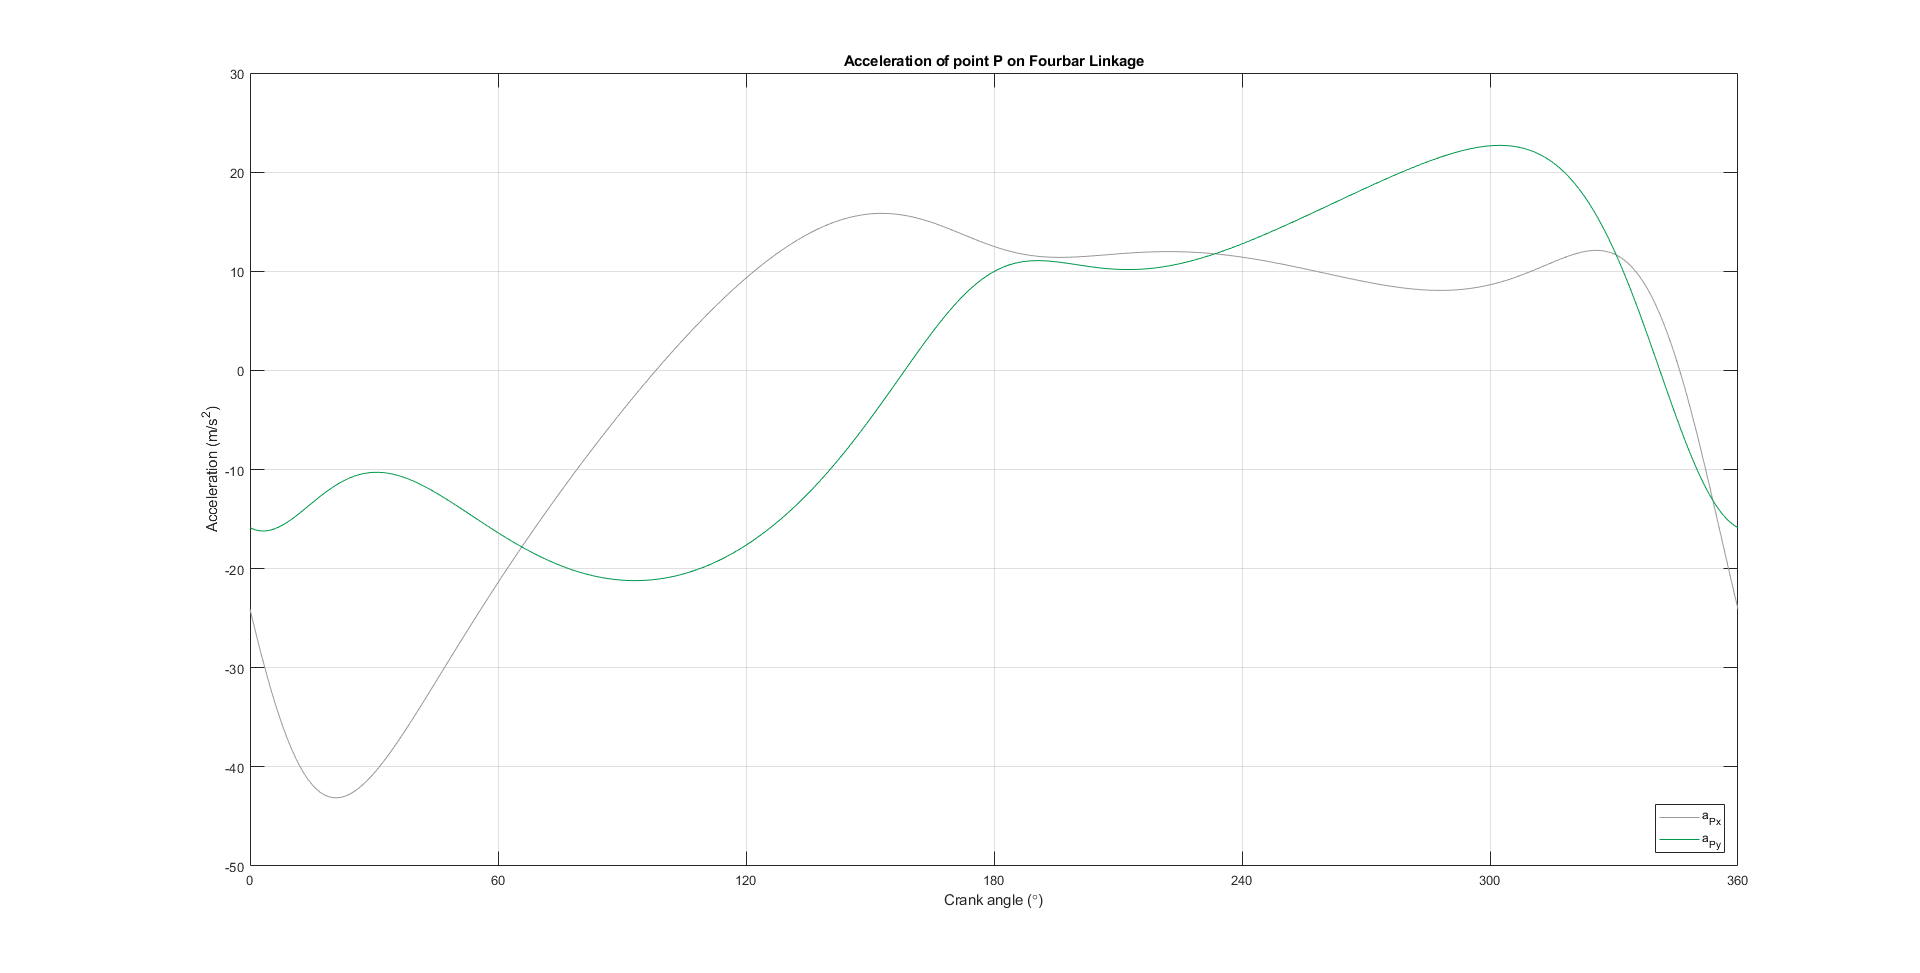 Acceleration of point P on Fourbar Linkage
30
20
10
0
-10
-20
-30
-40
-50
Acceleration (m/s²)
0 60 120 180 240 300 360
Crank angle (°)
aPx
aPy